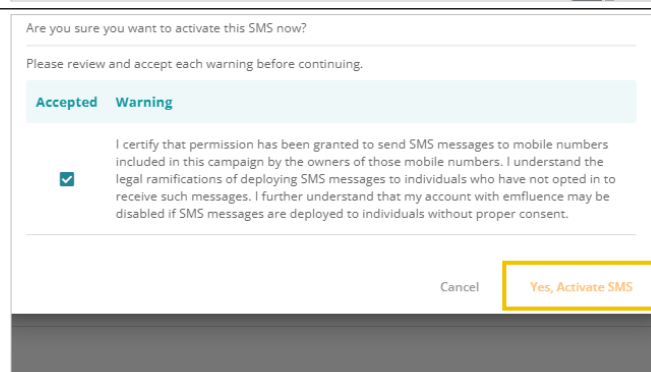 Are you sure you want to activate this SMS now?
Please review and accept each warning before continuing.
Accepted Warning
I certify that permission has been granted to send SMS messages to mobile numbers
included in this campaign by the owners of those mobile numbers. I understand the
legal ramifications of deploying SMS messages to individuals who have not opted in to
receive such messages. I further understand that my account with emfluence may be
disabled if SMS messages are deployed to individuals without proper consent.
Cancel Yes, Activate SMS